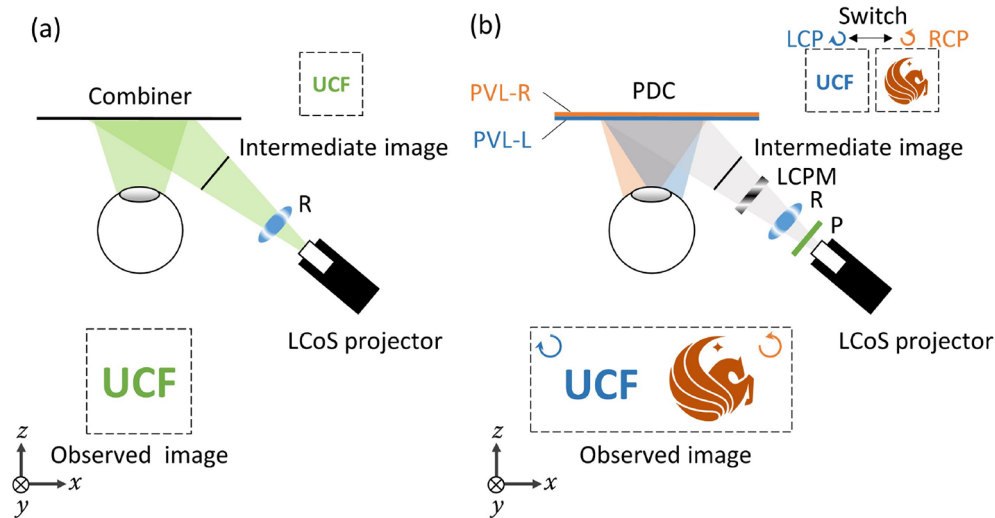 (a)
Combiner
UCF
Intermediate image
R
LCoS projector
UCF
Observed image
z
x
y
(b)
Switch
LCP
RCP
UCF
PVL-R
PVL-L
PDC
Intermediate image
LCPM
R
P
LCoS projector
UCF
Observed image
z
x
y